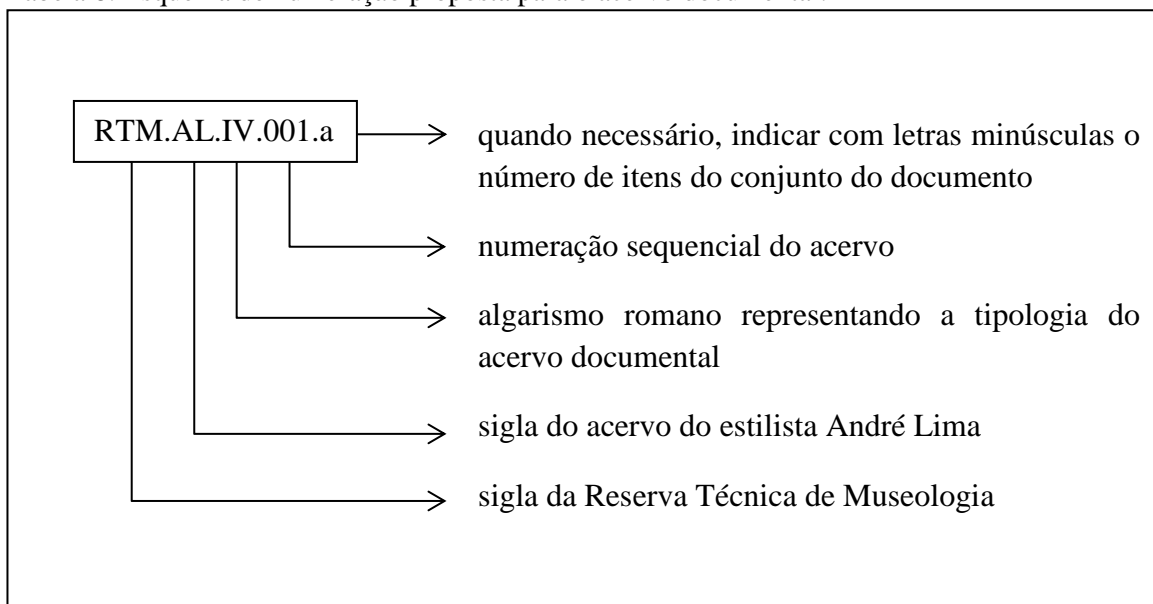 RTM.AL.IV.001.a
quando necessário, indicar com letras minúsculas o
número de itens do conjunto do documento
numeração sequencial do acervo
algarismo romano representando a tipologia do
acervo documental
sigla do acervo do estilista André Lima
sigla da Reserva Técnica de Museologia